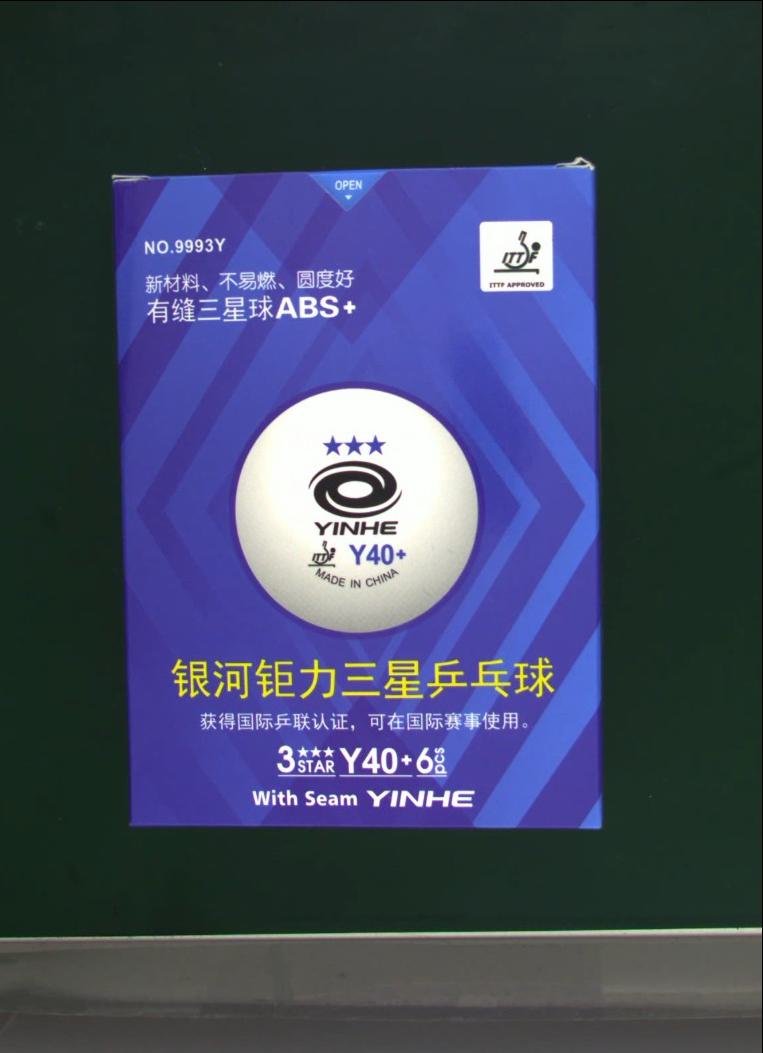 OPEN
NO.9993Y
ITTF
ITTF APPROVED
新材料、不易燃、圆度好
有缝三星球ABS+
YINHE
ITTF Y40+
MADE IN CHINA
银河钜力三星乒乓球
获得国际乒联认证，可在国际赛事使用。
3 STAR Y40+ 6 pcs
With Seam YINHE